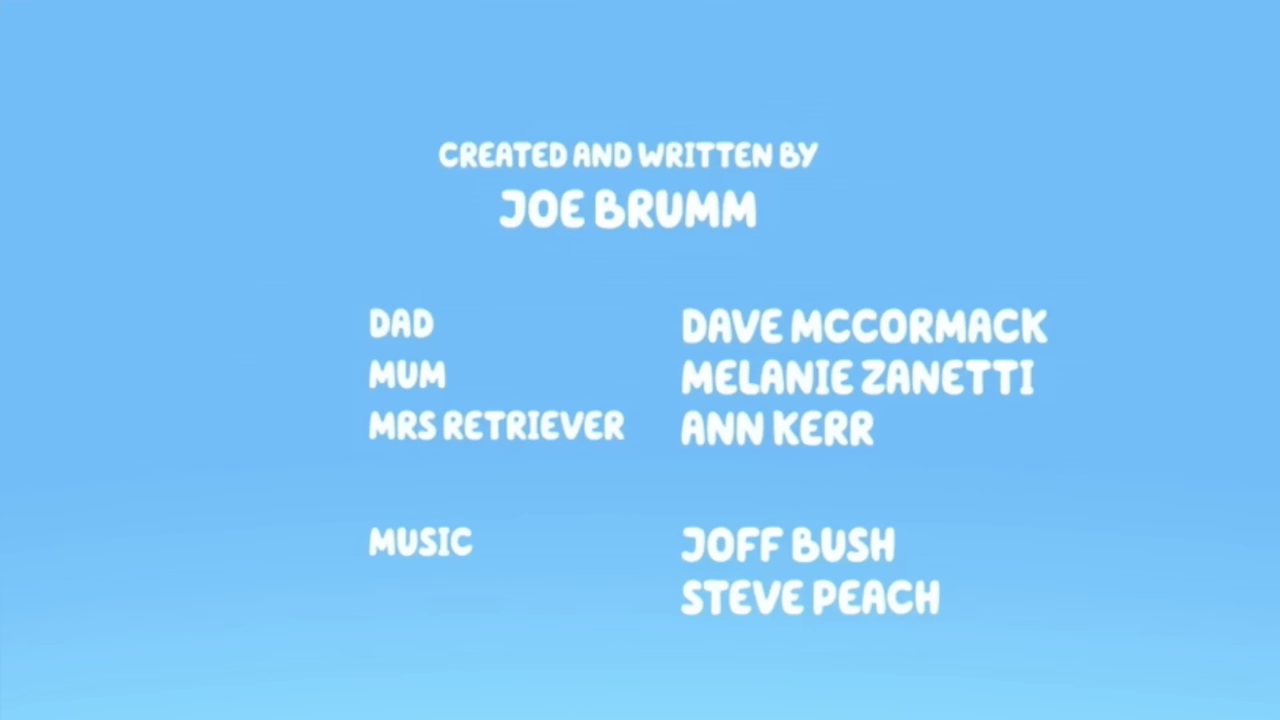 CREATED AND WRITTEN BY
JOE BRUMM
DAD DAVE MCCORMACK
MUM MELANIE ZANETTI
MRS RETRIEVER ANN KERR
MUSIC JOFF BUSH
STEVE PEACH